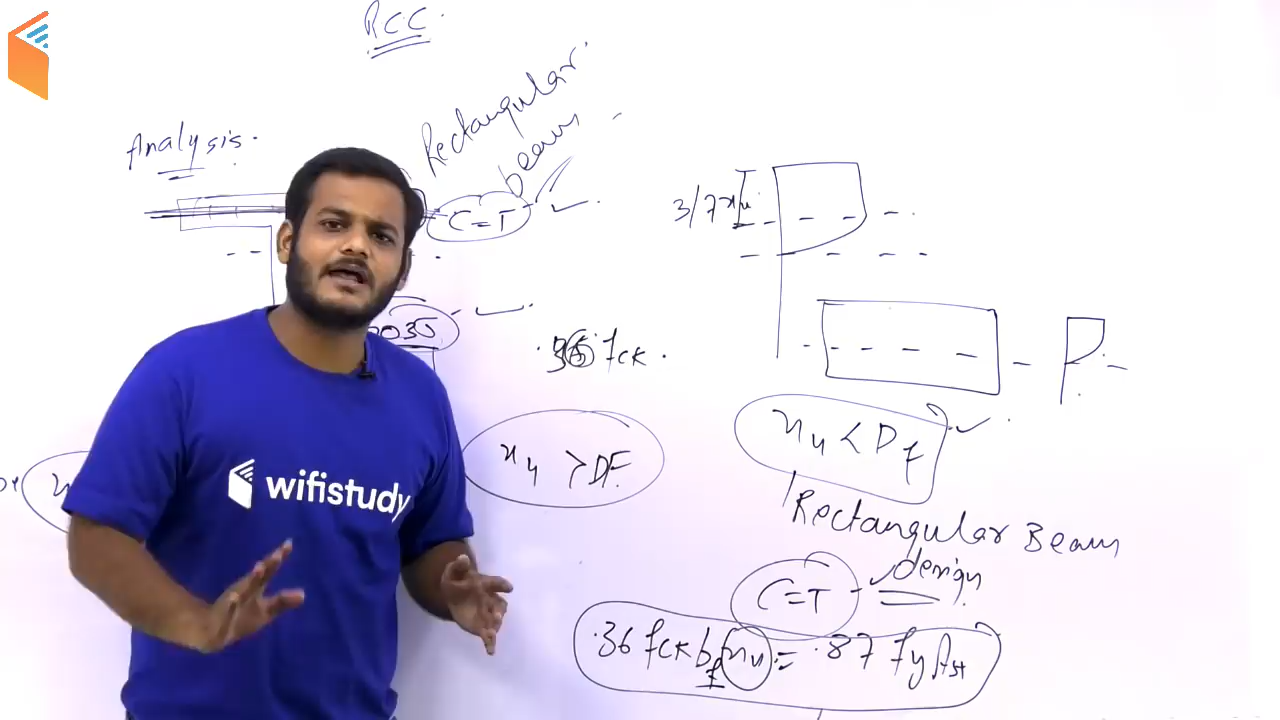 RCC
Analysis.
Rectangular
beam
C=T
3/7 xu
.36 fck.
xu > DF.
xu < Df
Rectangular Beam
design
C=T
.36 fck bf xu = .87 fy Ast
wifistudy